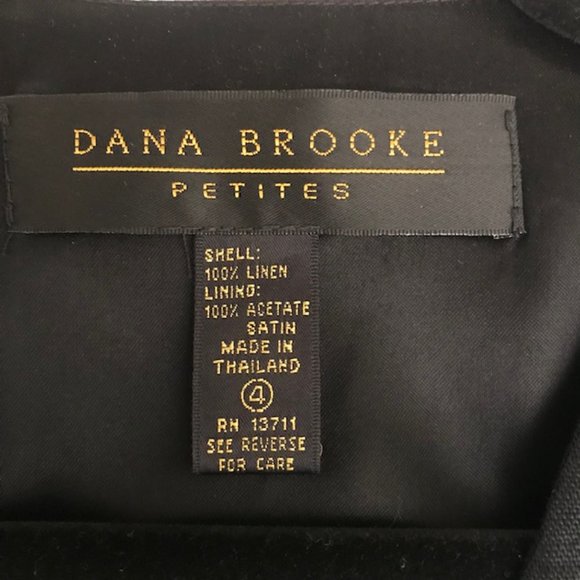 DANA BROOKE
PETITES
SHELL:
100% LINEN
LINING:
100% ACETATE
SATIN
MADE IN
THAILAND
4
RN 13711
SEE REVERSE
FOR CARE